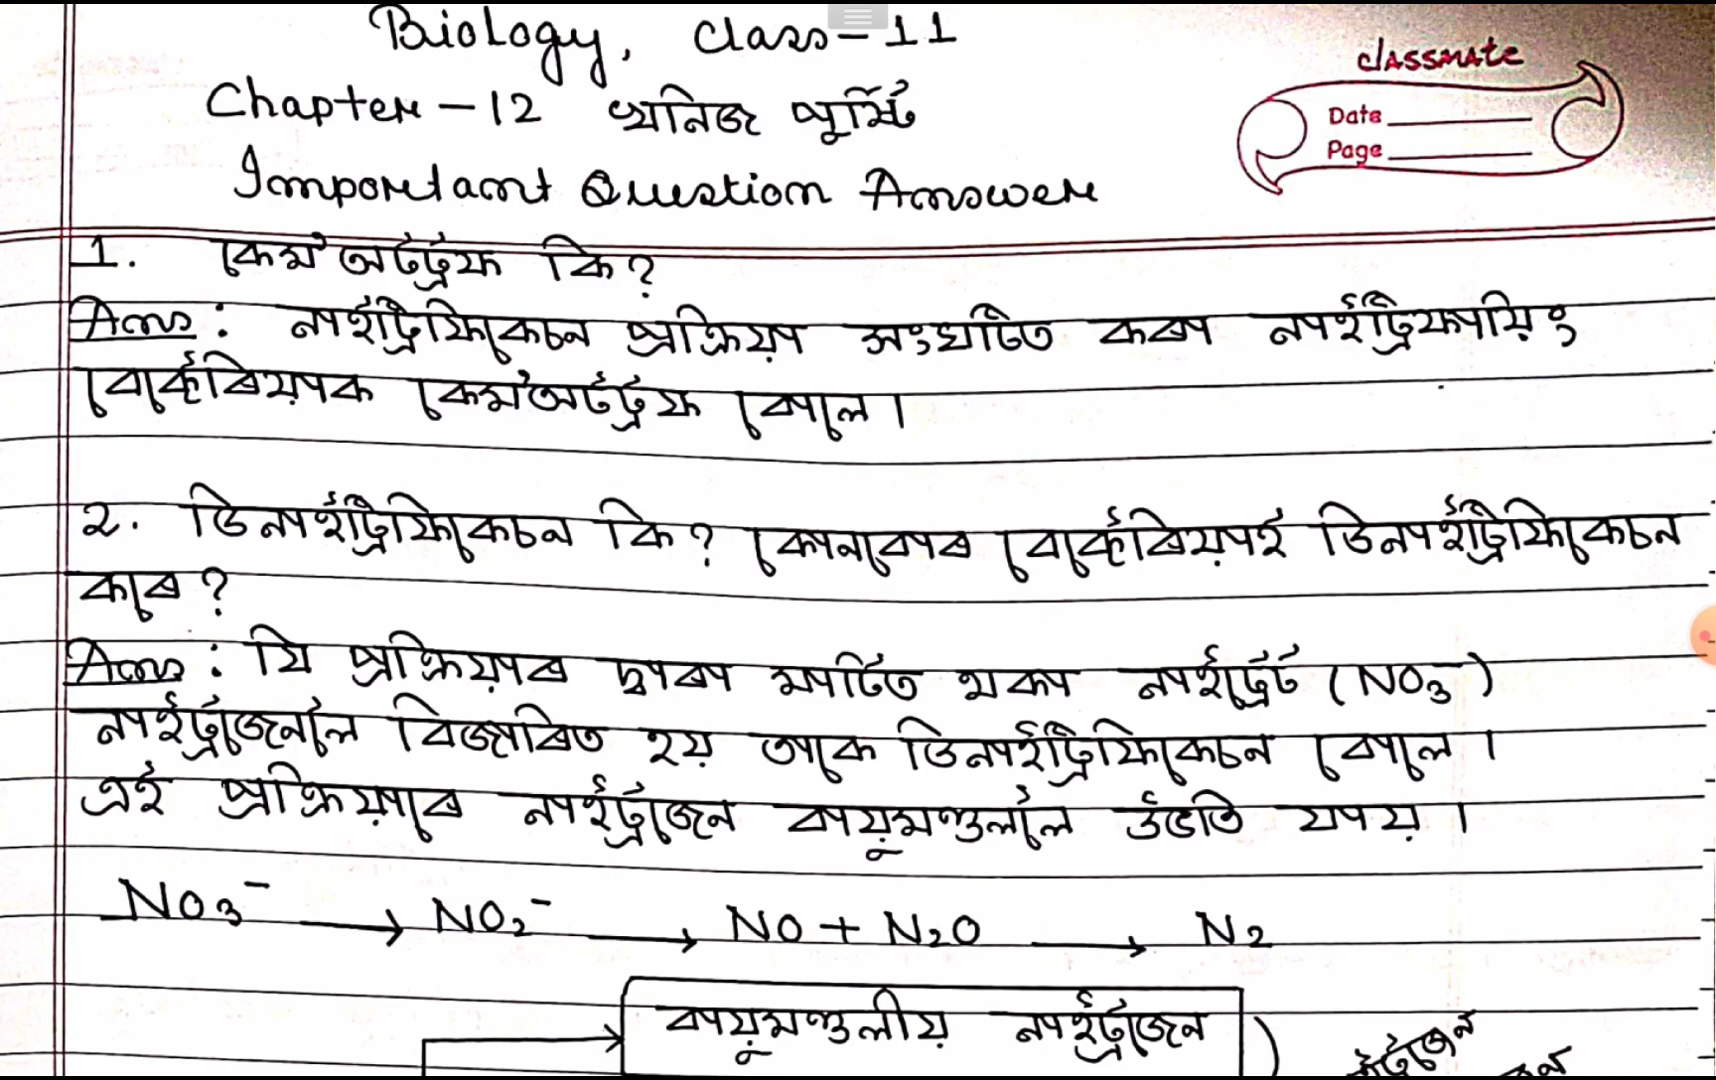 Biology, Class-11
Chapter-12 খনিজ পুষ্টি
Important Question Answer
classmate
Date
Page
1. কেম'অটট্ৰফ কি?
Ans: নাইট্ৰিফিকেচন প্ৰক্ৰিয়া সংঘটিত কৰা নাইট্ৰিফায়িং
বেক্টেৰিয়াক কেম'অটট্ৰফ বোলে।
2. ডিনাইট্ৰিফিকেচন কি? কোনবোৰ বেক্টেৰিয়াই ডিনাইট্ৰিফিকেচন
কৰে?
Ans: যি প্ৰক্ৰিয়াৰ দ্বাৰা মাটিত থকা নাইট্ৰেট (NO₃⁻)
নাইট্ৰজেনলৈ বিজাৰিত হয় তাকে ডিনাইট্ৰিফিকেচন বোলে।
এই প্ৰক্ৰিয়াৰে নাইট্ৰজেন বায়ুমণ্ডললৈ উভতি যায়।
NO₃⁻ → NO₂⁻ → NO + N₂O → N₂
বায়ুমণ্ডলীয় নাইট্ৰজেন